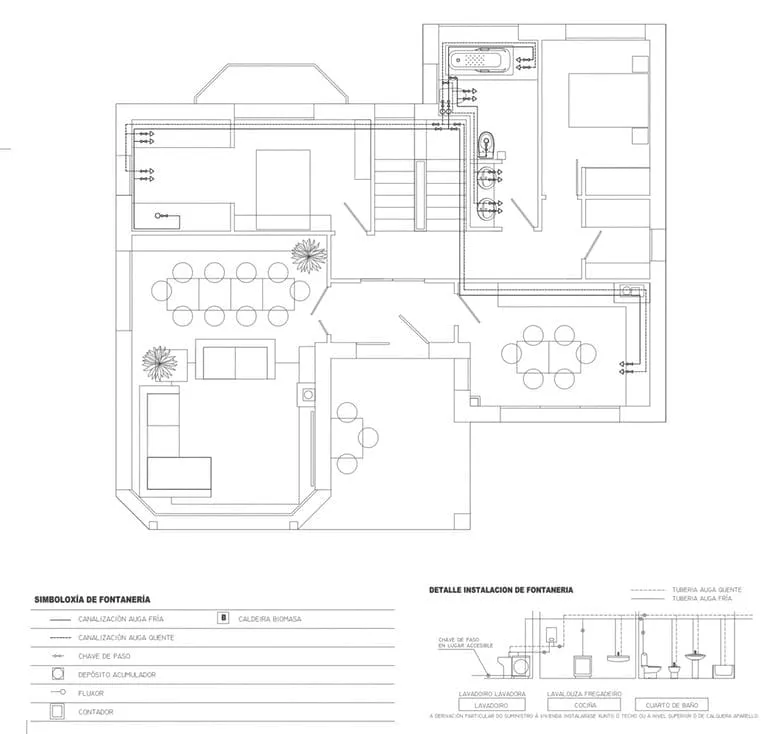 SIMBOLOXÍA DE FONTANERÍA
CANALIZACIÓN AUGA FRÍA
B CALDEIRA BIOMASA
CANALIZACIÓN AUGA QUENTE
CHAVE DE PASO
DEPÓSITO ACUMULADOR
FLUXOR
CONTADOR
DETALLE INSTALACION DE FONTANERIA
TUBERIA AUGA QUENTE
TUBERIA AUGA FRÍA
CHAVE DE PASO
EN LUGAR ACCESIBLE
LAVADOIRO LAVADORA
LAVALOUZA FREGADEIRO
LAVADOIRO
COCIÑA
CUARTO DE BAÑO
A DERIVACIÓN PARTICULAR DO SUMINISTRO Á VIVENDA INSTALARASE XUNTO Ó TEITO OU A NIVEL SUPERIOR Ó DE CALQUERA APARELLO.